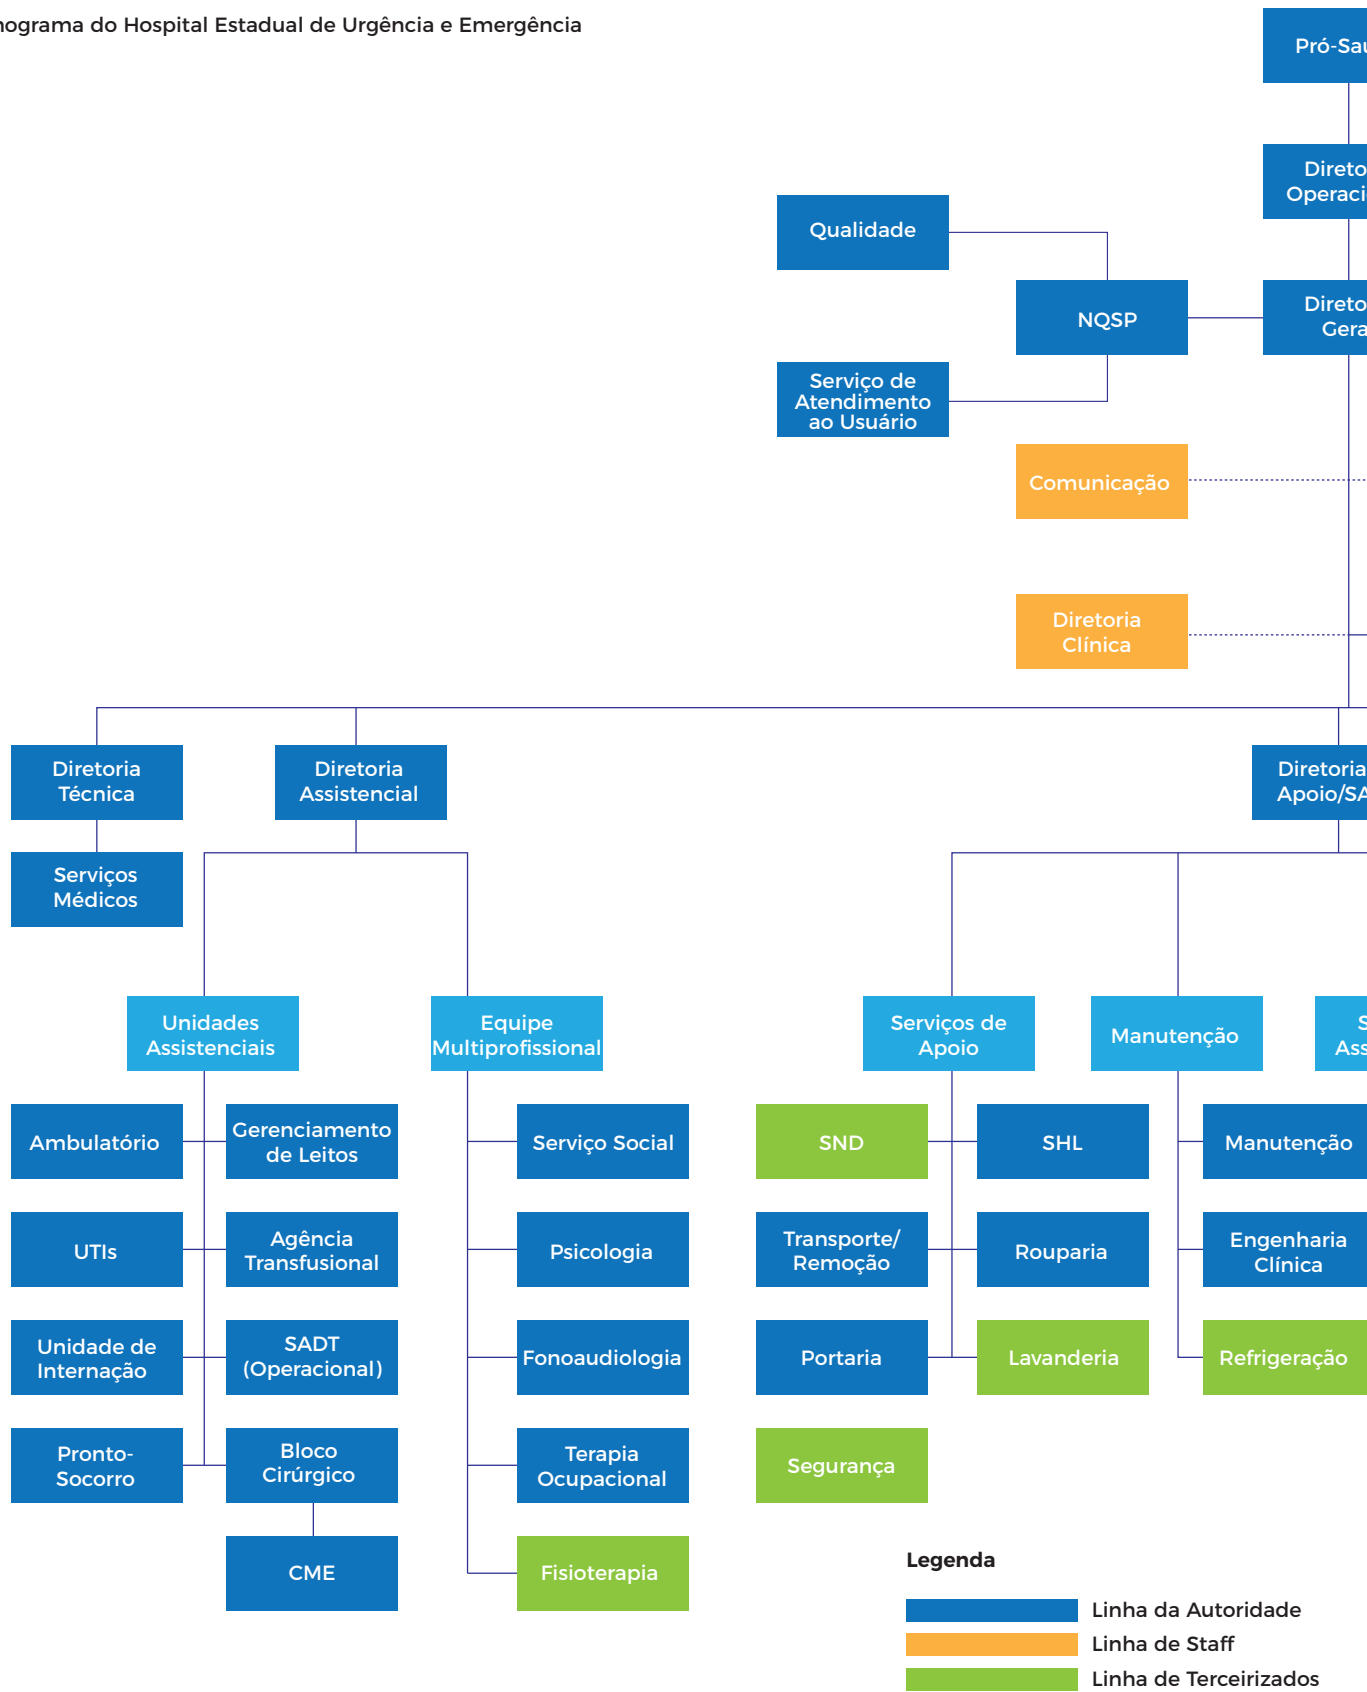 nograma do Hospital Estadual de Urgência e Emergência
Pró-Saú
Direto
Operaci
Qualidade
NQSP
Direto
Gera
Serviço de
Atendimento
ao Usuário
Comunicação
Diretoria
Clínica
Diretoria
Técnica
Diretoria
Assistencial
Diretoria
Apoio/SA
Serviços
Médicos
Unidades
Assistenciais
Equipe
Multiprofissional
Serviços de
Apoio
Manutenção
S
Ass
Ambulatório
Gerenciamento
de Leitos
Serviço Social
SND
SHL
Manutenção
UTIs
Agência
Transfusional
Psicologia
Transporte/
Remoção
Rouparia
Engenharia
Clínica
Unidade de
Internação
SADT
(Operacional)
Fonoaudiologia
Portaria
Lavanderia
Refrigeração
Pronto-
Socorro
Bloco
Cirúrgico
Terapia
Ocupacional
Segurança
CME
Fisioterapia
Legenda
Linha da Autoridade
Linha de Staff
Linha de Terceirizados